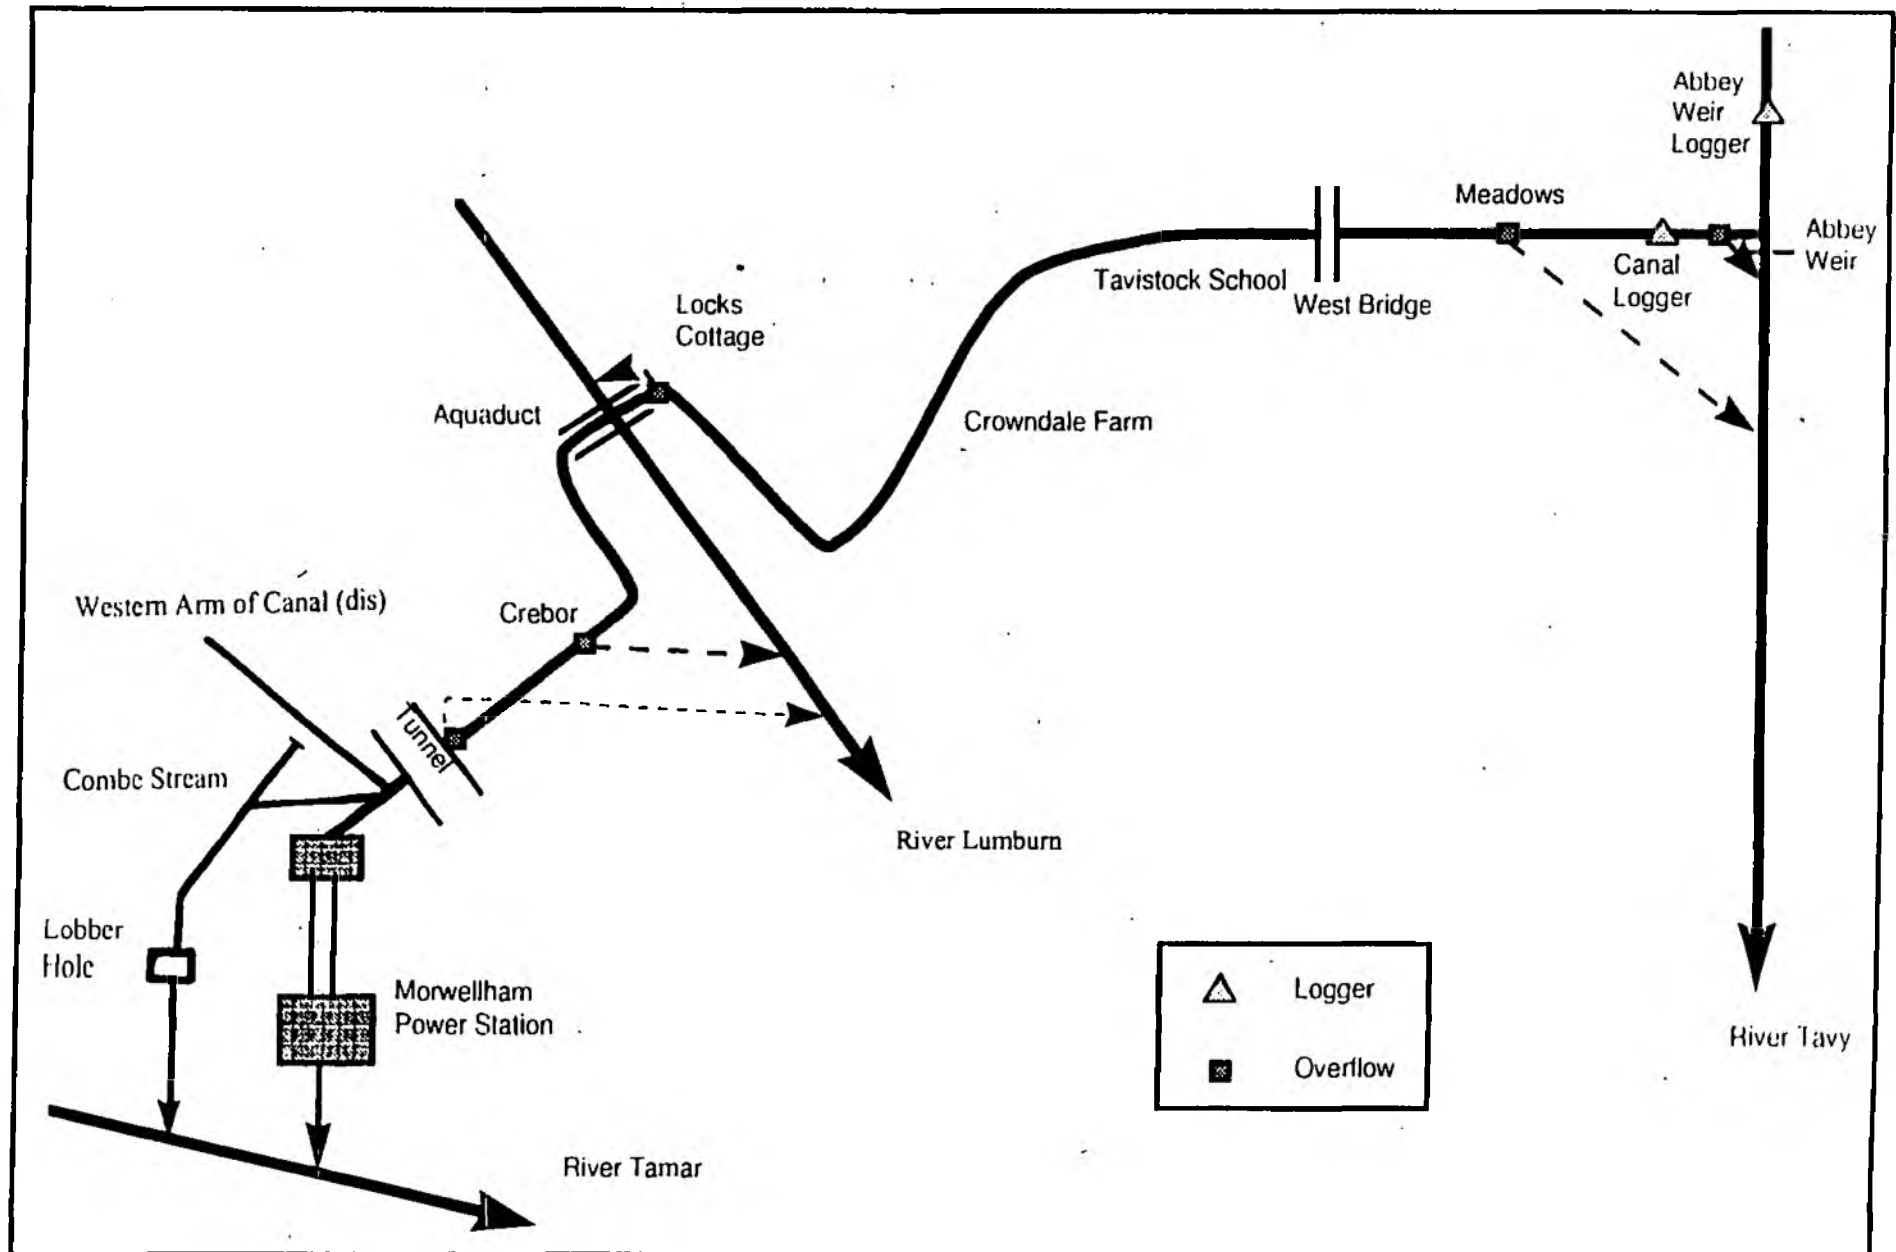 Abbey
Weir
Logger
Meadows
Abbey
Weir
Canal
Logger
Tavistock School
West Bridge
Locks
Cottage
Aquaduct
Crowndale Farm
Western Arm of Canal (dis)
Crebor
Tunnel
Combe Stream
River Lumburn
Lobber
Hole
Morwellham
Power Station
Logger
Overflow
River Tavy
River Tamar